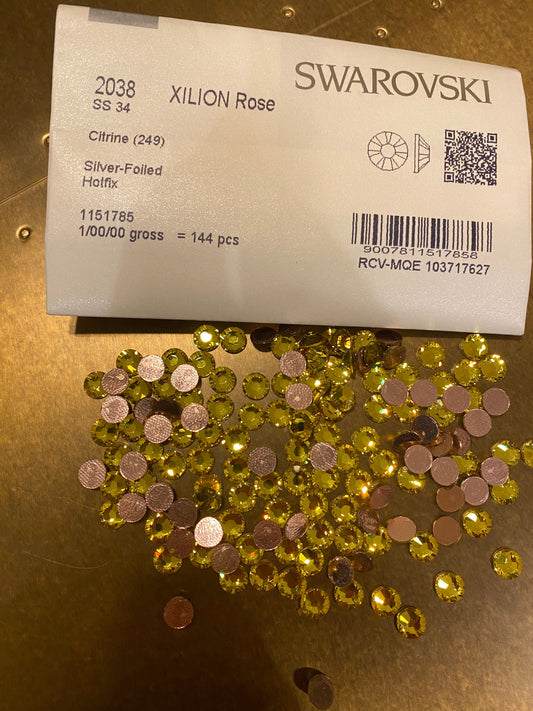 2038
SS 34
XILION Rose
SWAROVSKI
Citrine (249)
Silver-Foiled
Hotfix
1151785
1/00/00 gross = 144 pcs
9007811517858
RCV-MQE 103717627